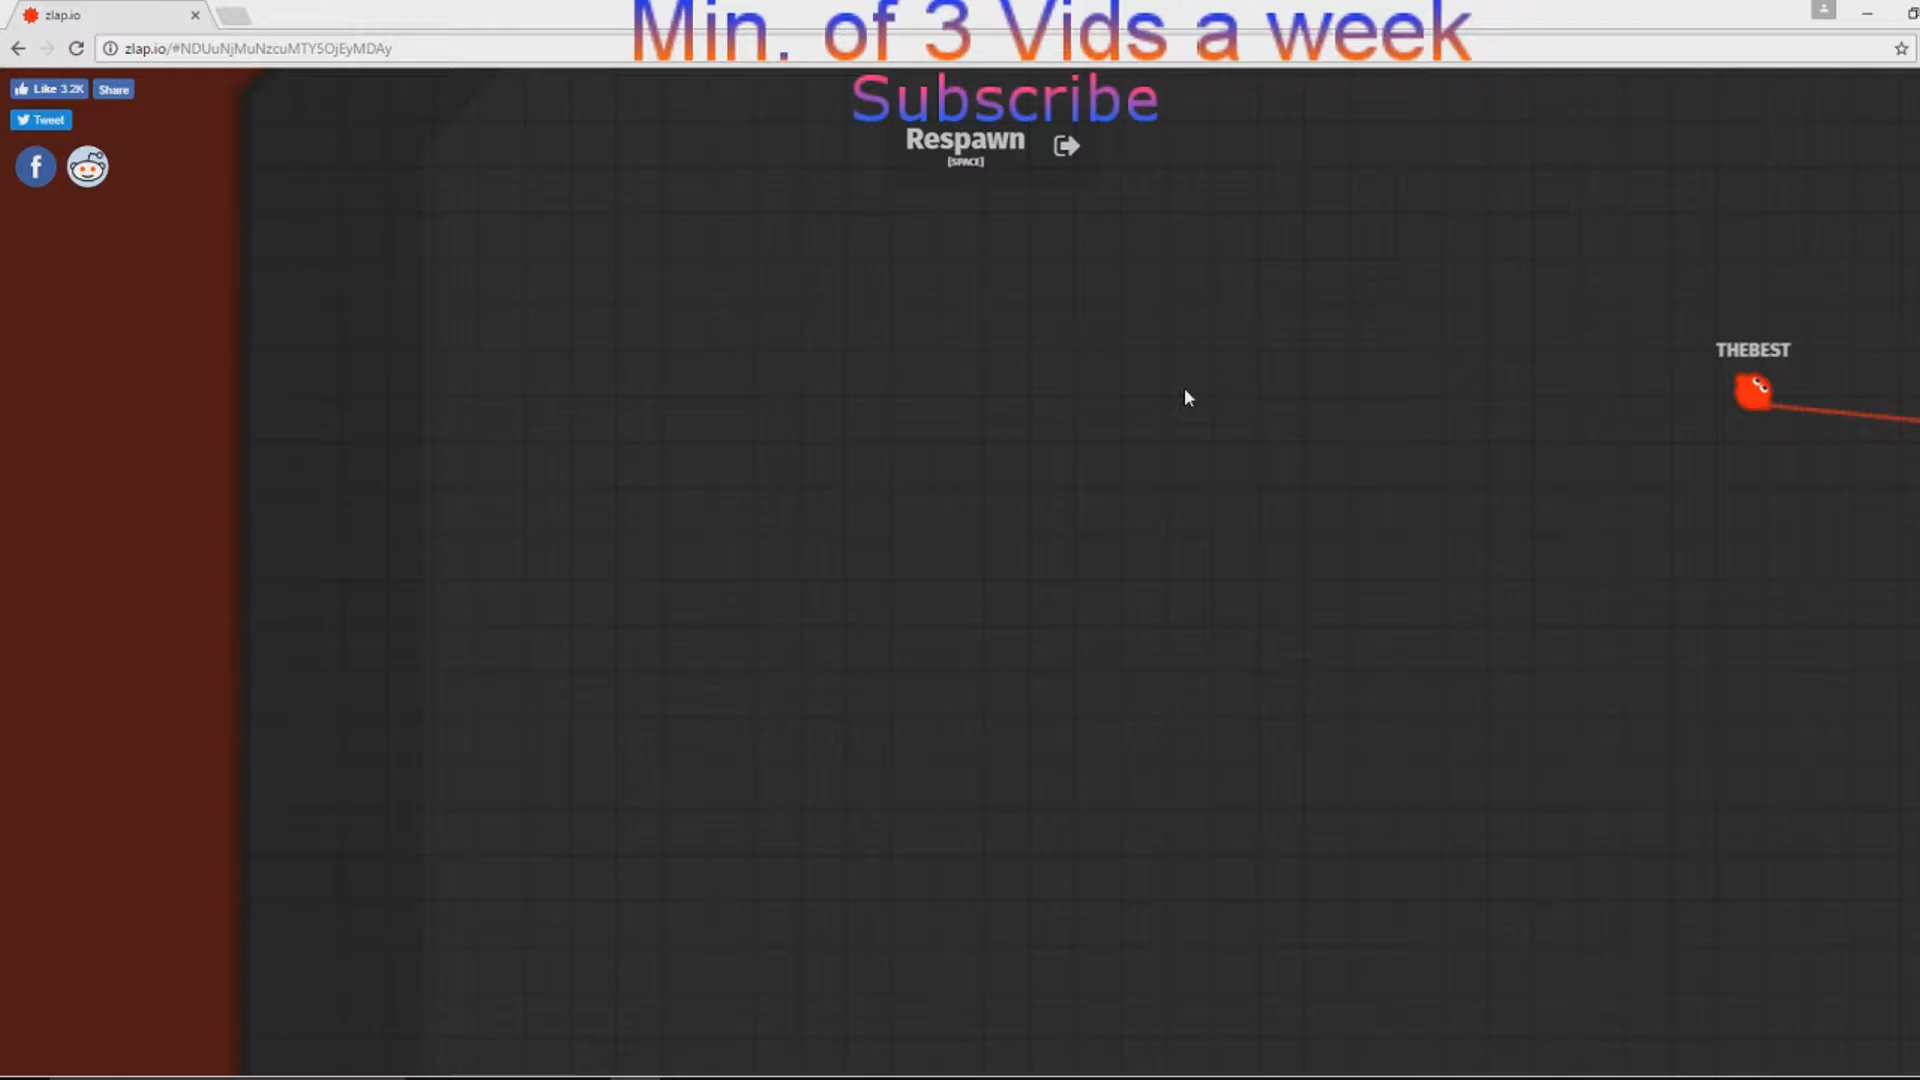 zlap.io
Min. of 3 Vids a week
zlap.io/#NDUuNjMuNzcuMTY5OjEyMDAy
Like 3.2K Share
Subscribe
Tweet
Respawn
[SPACE]
THEBEST